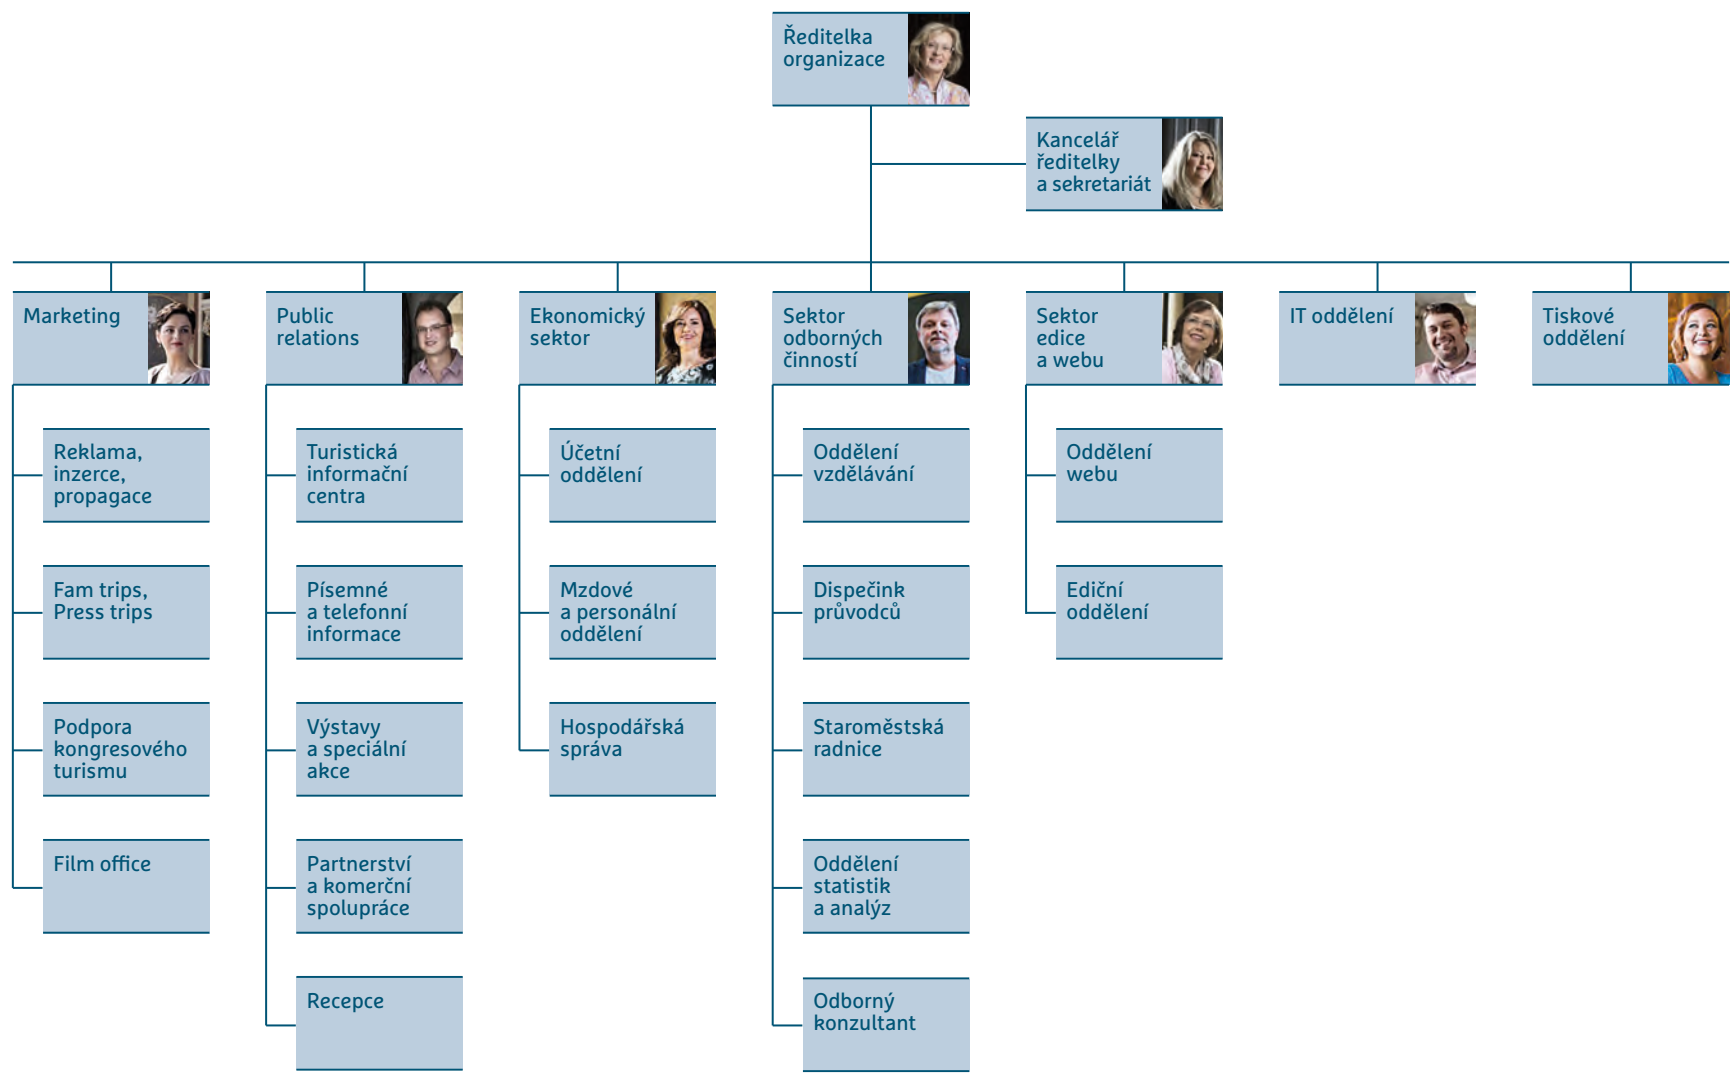 Ředitelka
organizace
Kancelář
ředitelky
a sekretariát
Marketing
Public
relations
Ekonomický
sektor
Sektor
odborných
činností
Sektor
edice
a webu
IT oddělení
Tiskové
oddělení
Reklama,
inzerce,
propagace
Fam trips,
Press trips
Podpora
kongresového
turismu
Film office
Turistická
informační
centra
Písemné
a telefonní
informace
Výstavy
a speciální
akce
Partnerství
a komerční
spolupráce
Recepce
Účetní
oddělení
Mzdové
a personální
oddělení
Hospodářská
správa
Oddělení
vzdělávání
Dispečink
průvodců
Staroměstská
radnice
Oddělení
statistik
a analýz
Odborný
konzultant
Oddělení
webu
Ediční
oddělení